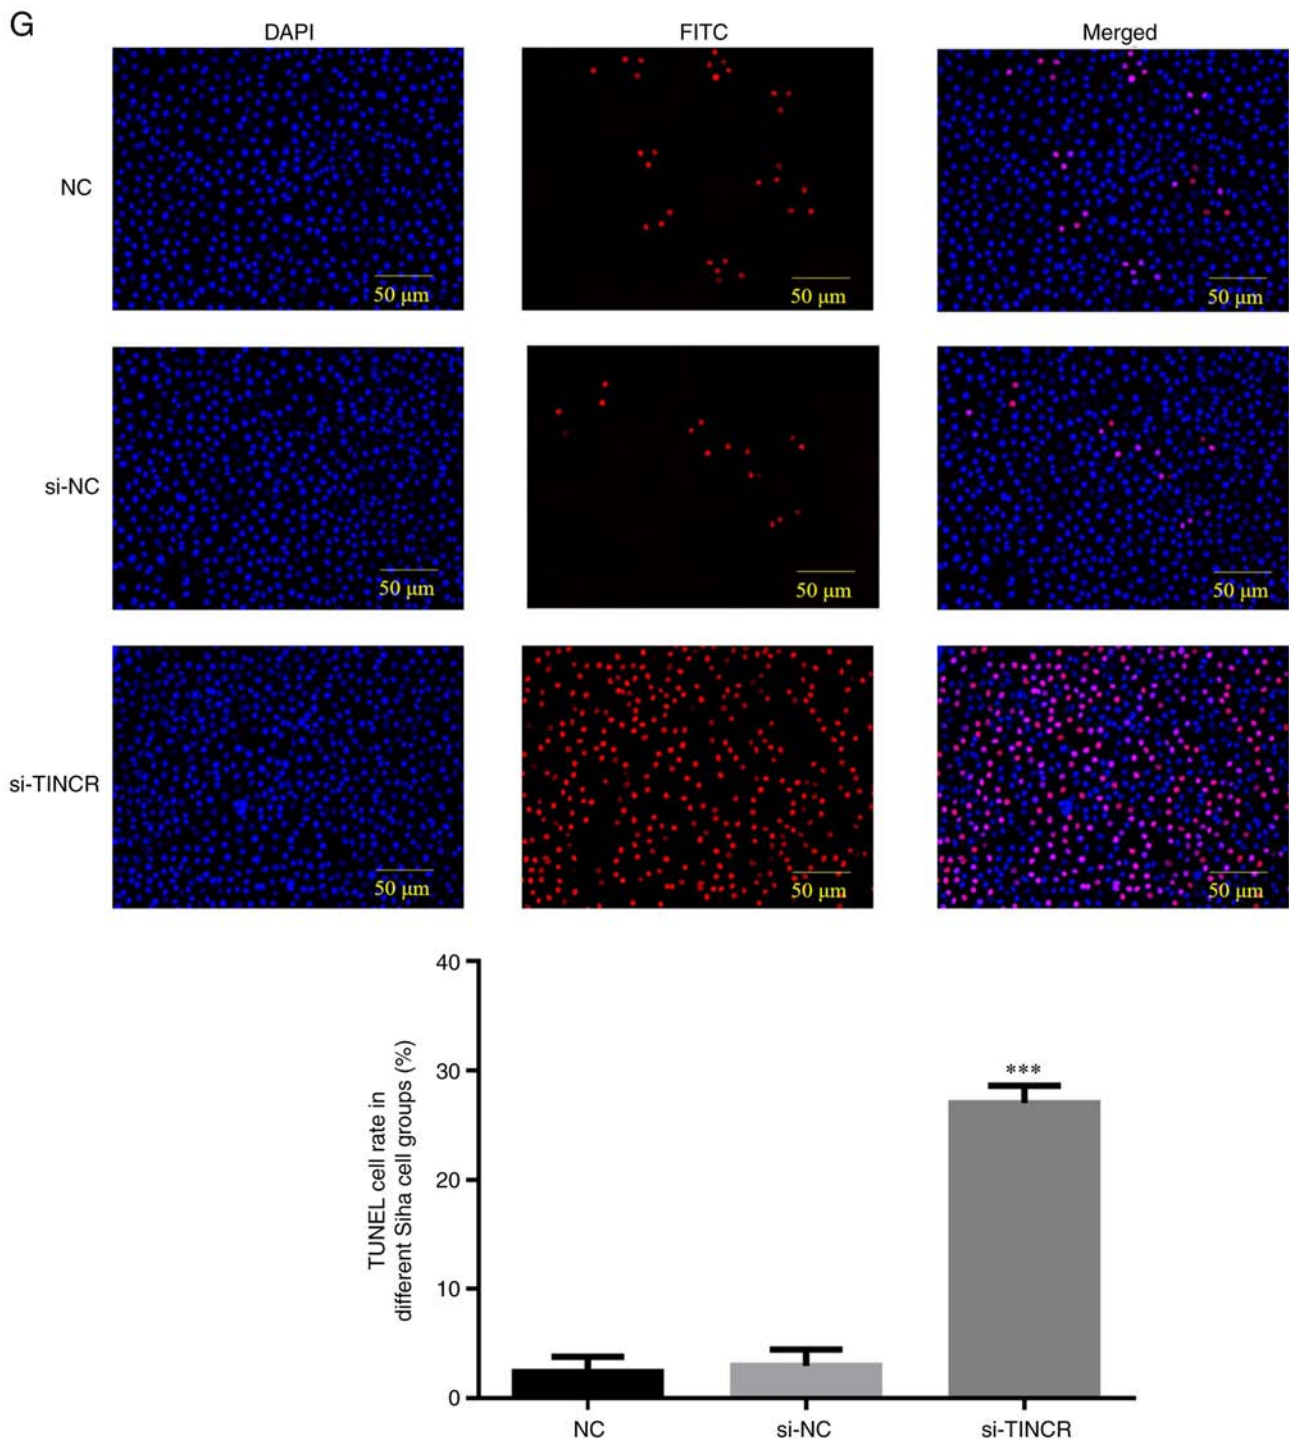 G
DAPI FITC Merged
NC
50 µm 50 µm 50 µm
si-NC
50 µm 50 µm 50 µm
si-TINCR
50 µm 50 µm 50 µm
40
30
20
10
0
TUNEL cell rate in
different Siha cell groups (%)
***
NC si-NC si-TINCR